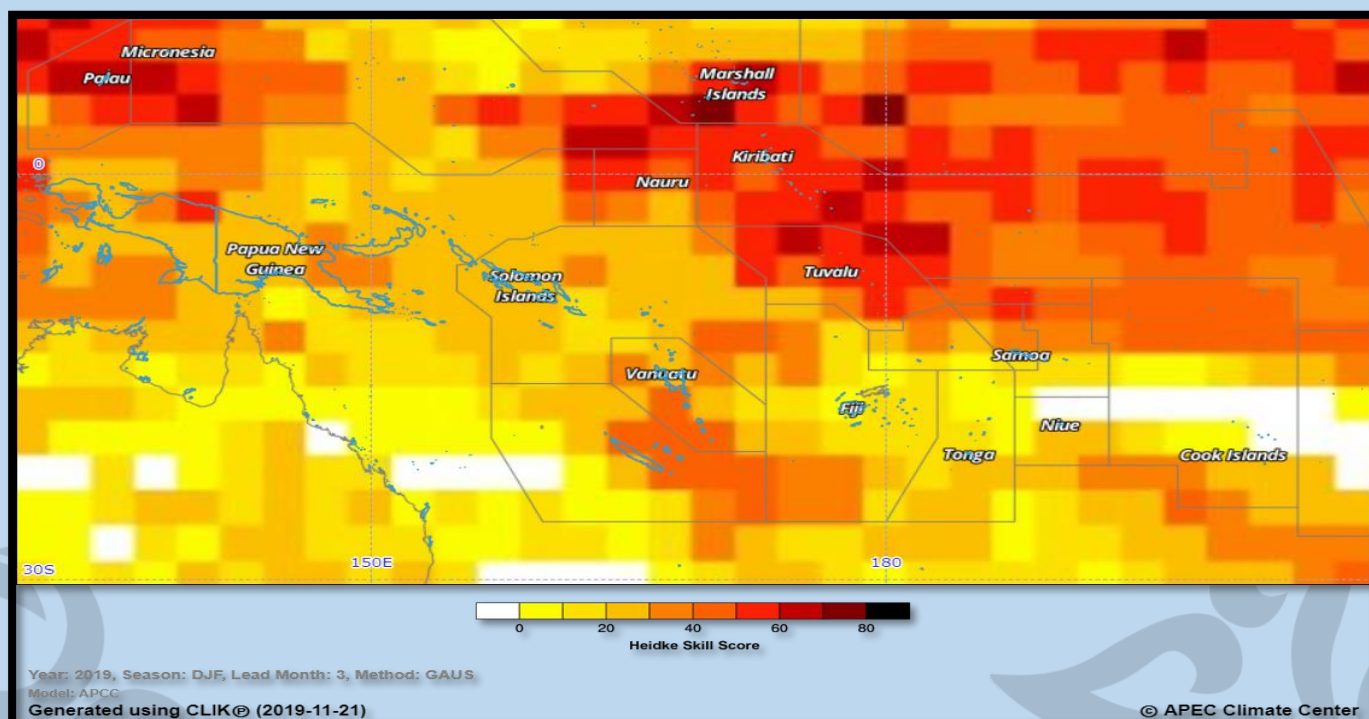 Micronesia
Palau
Marshall
Islands
0
Kiribati
Nauru
Papua New
Guinea
Solomon
Islands
Tuvalu
Samoa
Vanuatu
Fiji
Niue
Tonga
Cook Islands
30S
150E
180
0 20 40 60 80
Heidke Skill Score
Year: 2019, Season: DJF, Lead Month: 3, Method: GAUS
Model: APCC
Generated using CLIK® (2019-11-21)
© APEC Climate Center